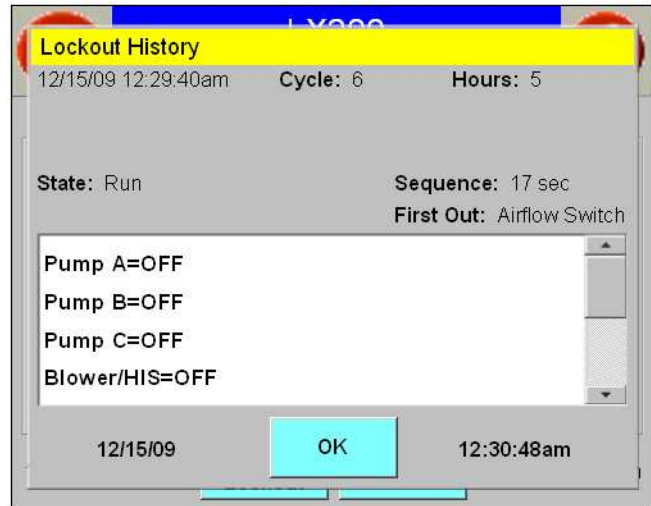 Lockout History
12/15/09 12:29:40am Cycle: 6 Hours: 5
State: Run Sequence: 17 sec
First Out: Airflow Switch
Pump A=OFF
Pump B=OFF
Pump C=OFF
Blower/HIS=OFF
12/15/09 OK 12:30:48am